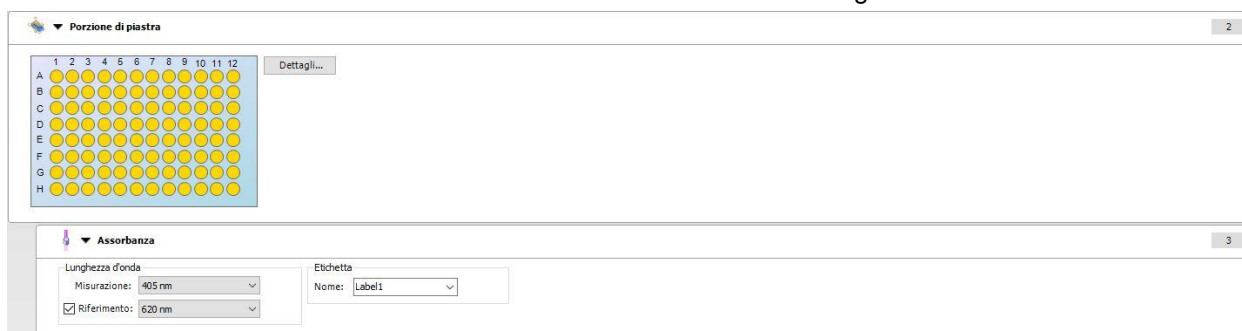 Porzione di piastra
2
1 2 3 4 5 6 7 8 9 10 11 12
Dettagli...
A
B
C
D
E
F
G
H
Assorbanza
3
Lunghezza d'onda
Misurazione: 405 nm
Riferimento: 620 nm
Etichetta
Nome: Label1